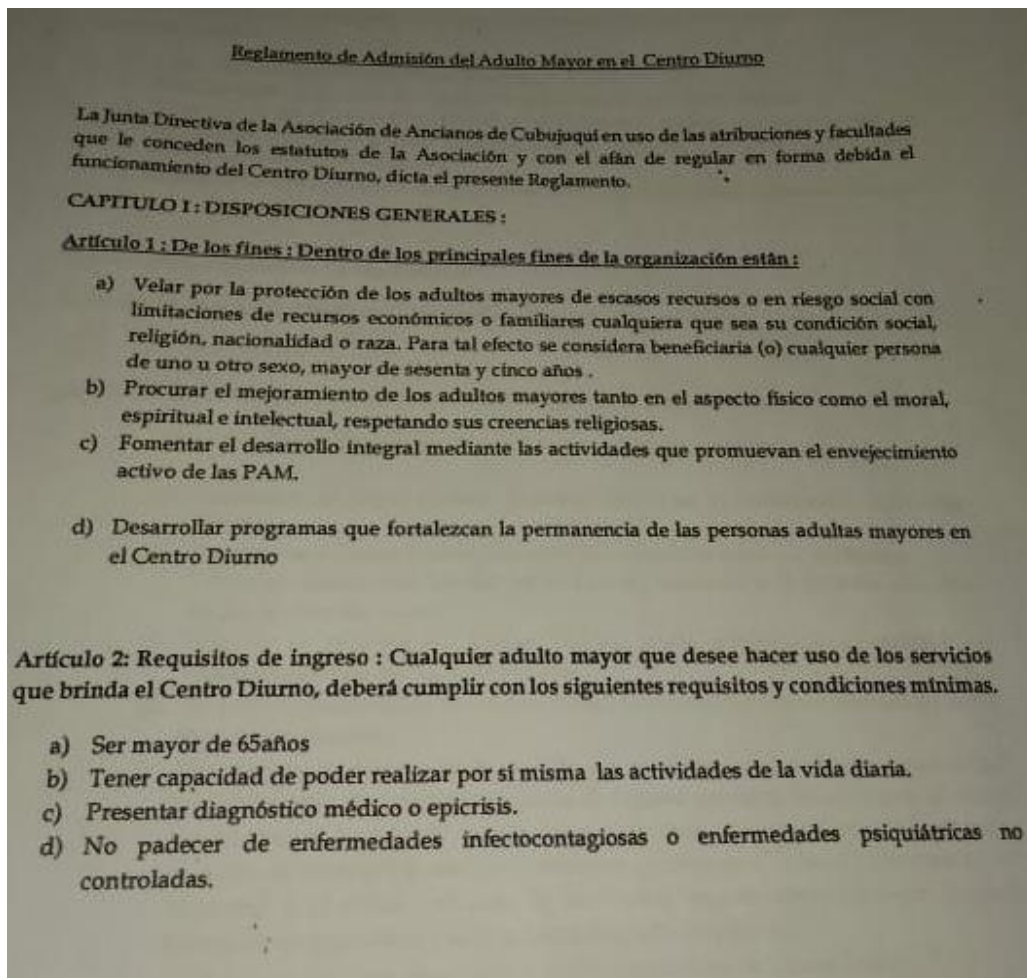 Reglamento de Admisión del Adulto Mayor en el Centro Diurno
La Junta Directiva de la Asociación de Ancianos de Cubujuquí en uso de las atribuciones y facultades
que le conceden los estatutos de la Asociación y con el afán de regular en forma debida el
funcionamiento del Centro Diurno, dicta el presente Reglamento.
CAPITULO I : DISPOSICIONES GENERALES :
Artículo 1 : De los fines : Dentro de los principales fines de la organización están :
a) Velar por la protección de los adultos mayores de escasos recursos o en riesgo social con
limitaciones de recursos económicos o familiares cualquiera que sea su condición social,
religión, nacionalidad o raza. Para tal efecto se considera beneficiaria (o) cualquier persona
de uno u otro sexo, mayor de sesenta y cinco años .
b) Procurar el mejoramiento de los adultos mayores tanto en el aspecto físico como el moral,
espiritual e intelectual, respetando sus creencias religiosas.
c) Fomentar el desarrollo integral mediante las actividades que promuevan el envejecimiento
activo de las PAM.
d) Desarrollar programas que fortalezcan la permanencia de las personas adultas mayores en
el Centro Diurno
Artículo 2: Requisitos de ingreso : Cualquier adulto mayor que desee hacer uso de los servicios
que brinda el Centro Diurno, deberá cumplir con los siguientes requisitos y condiciones mínimas.
a) Ser mayor de 65años
b) Tener capacidad de poder realizar por sí misma las actividades de la vida diaria.
c) Presentar diagnóstico médico o epicrisis.
d) No padecer de enfermedades infectocontagiosas o enfermedades psiquiátricas no
controladas.